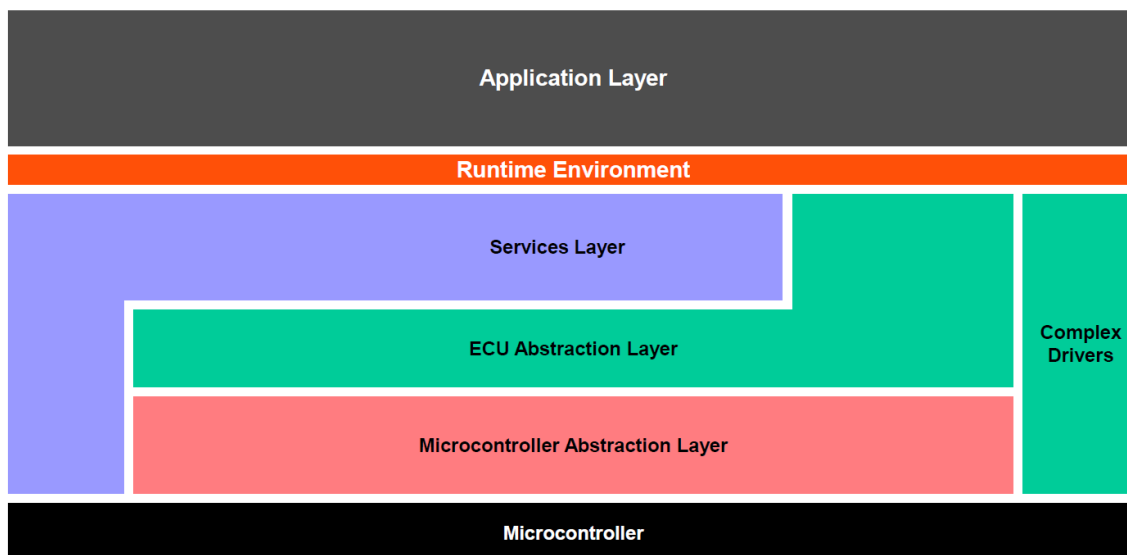 Application Layer
Runtime Environment
Services Layer
ECU Abstraction Layer
Complex
Drivers
Microcontroller Abstraction Layer
Microcontroller